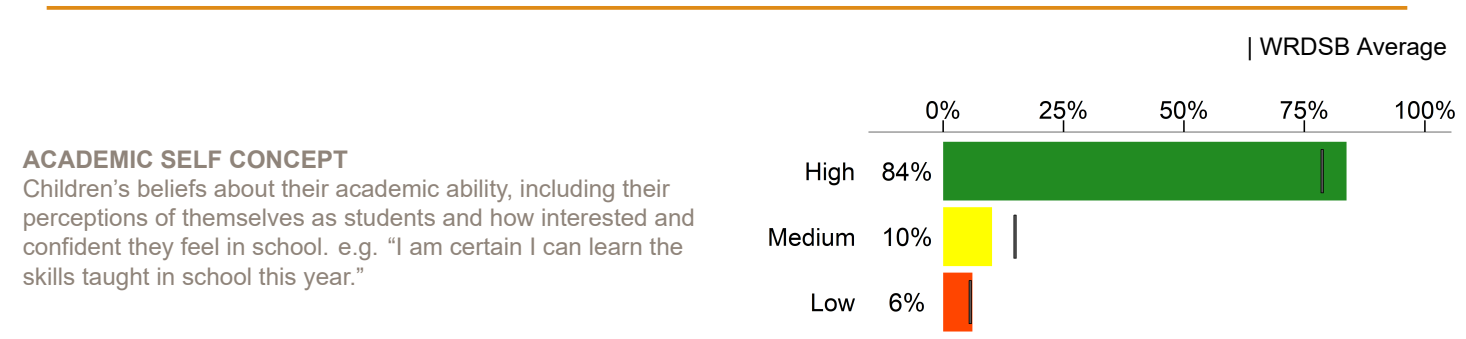 | WRDSB Average
0% 25% 50% 75% 100%
ACADEMIC SELF CONCEPT
Children’s beliefs about their academic ability, including their
perceptions of themselves as students and how interested and
confident they feel in school. e.g. “I am certain I can learn the
skills taught in school this year.”
High 84%
Medium 10%
Low 6%